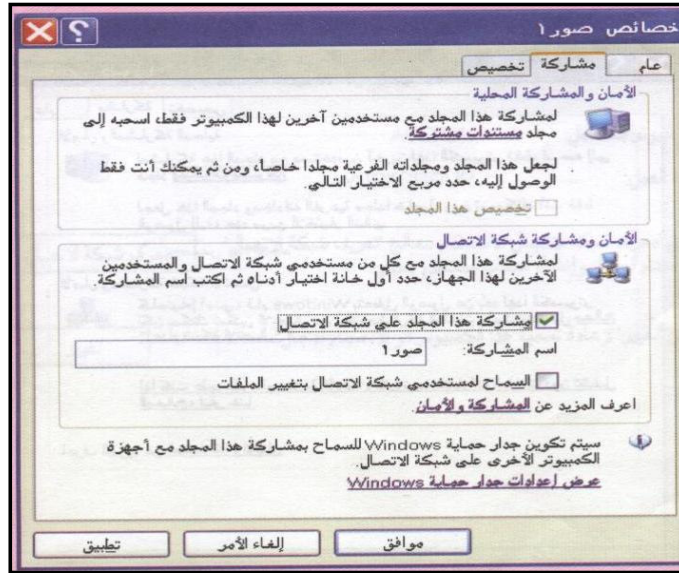 خصائص صور١
عام
مشاركة
تخصيص
الأمان والمشاركة المحلية
لمشاركة هذا المجلد مع مستخدمين آخرين لهذا الكمبيوتر فقط، اسحبه إلى
مجلد مستندات مشتركة.
لجعل هذا المجلد ومجلداته الفرعية مجلدا خاصاً، ومن ثم يمكنك أنت فقط
الوصول إليه، حدد مربع الاختيار التالي.
تخصيص هذا المجلد
الأمان ومشاركة شبكة الاتصال
لمشاركة هذا المجلد مع كل من مستخدمي شبكة الاتصال والمستخدمين
الآخرين لهذا الجهاز، حدد أول خانة اختيار أدناه ثم اكتب اسم المشاركة
مشاركة هذا المجلد على شبكة الاتصال
اسم المشاركة: صور١
السماح لمستخدمي شبكة الاتصال بتغيير الملفات
اعرف المزيد عن المشاركة والأمان.
سيتم تكوين جدار حماية Windows للسماح بمشاركة هذا المجلد مع أجهزة
الكمبيوتر الأخرى على شبكة الاتصال.
عرض إعدادات جدار حماية Windows
موافق
إلغاء الأمر
تطبيق